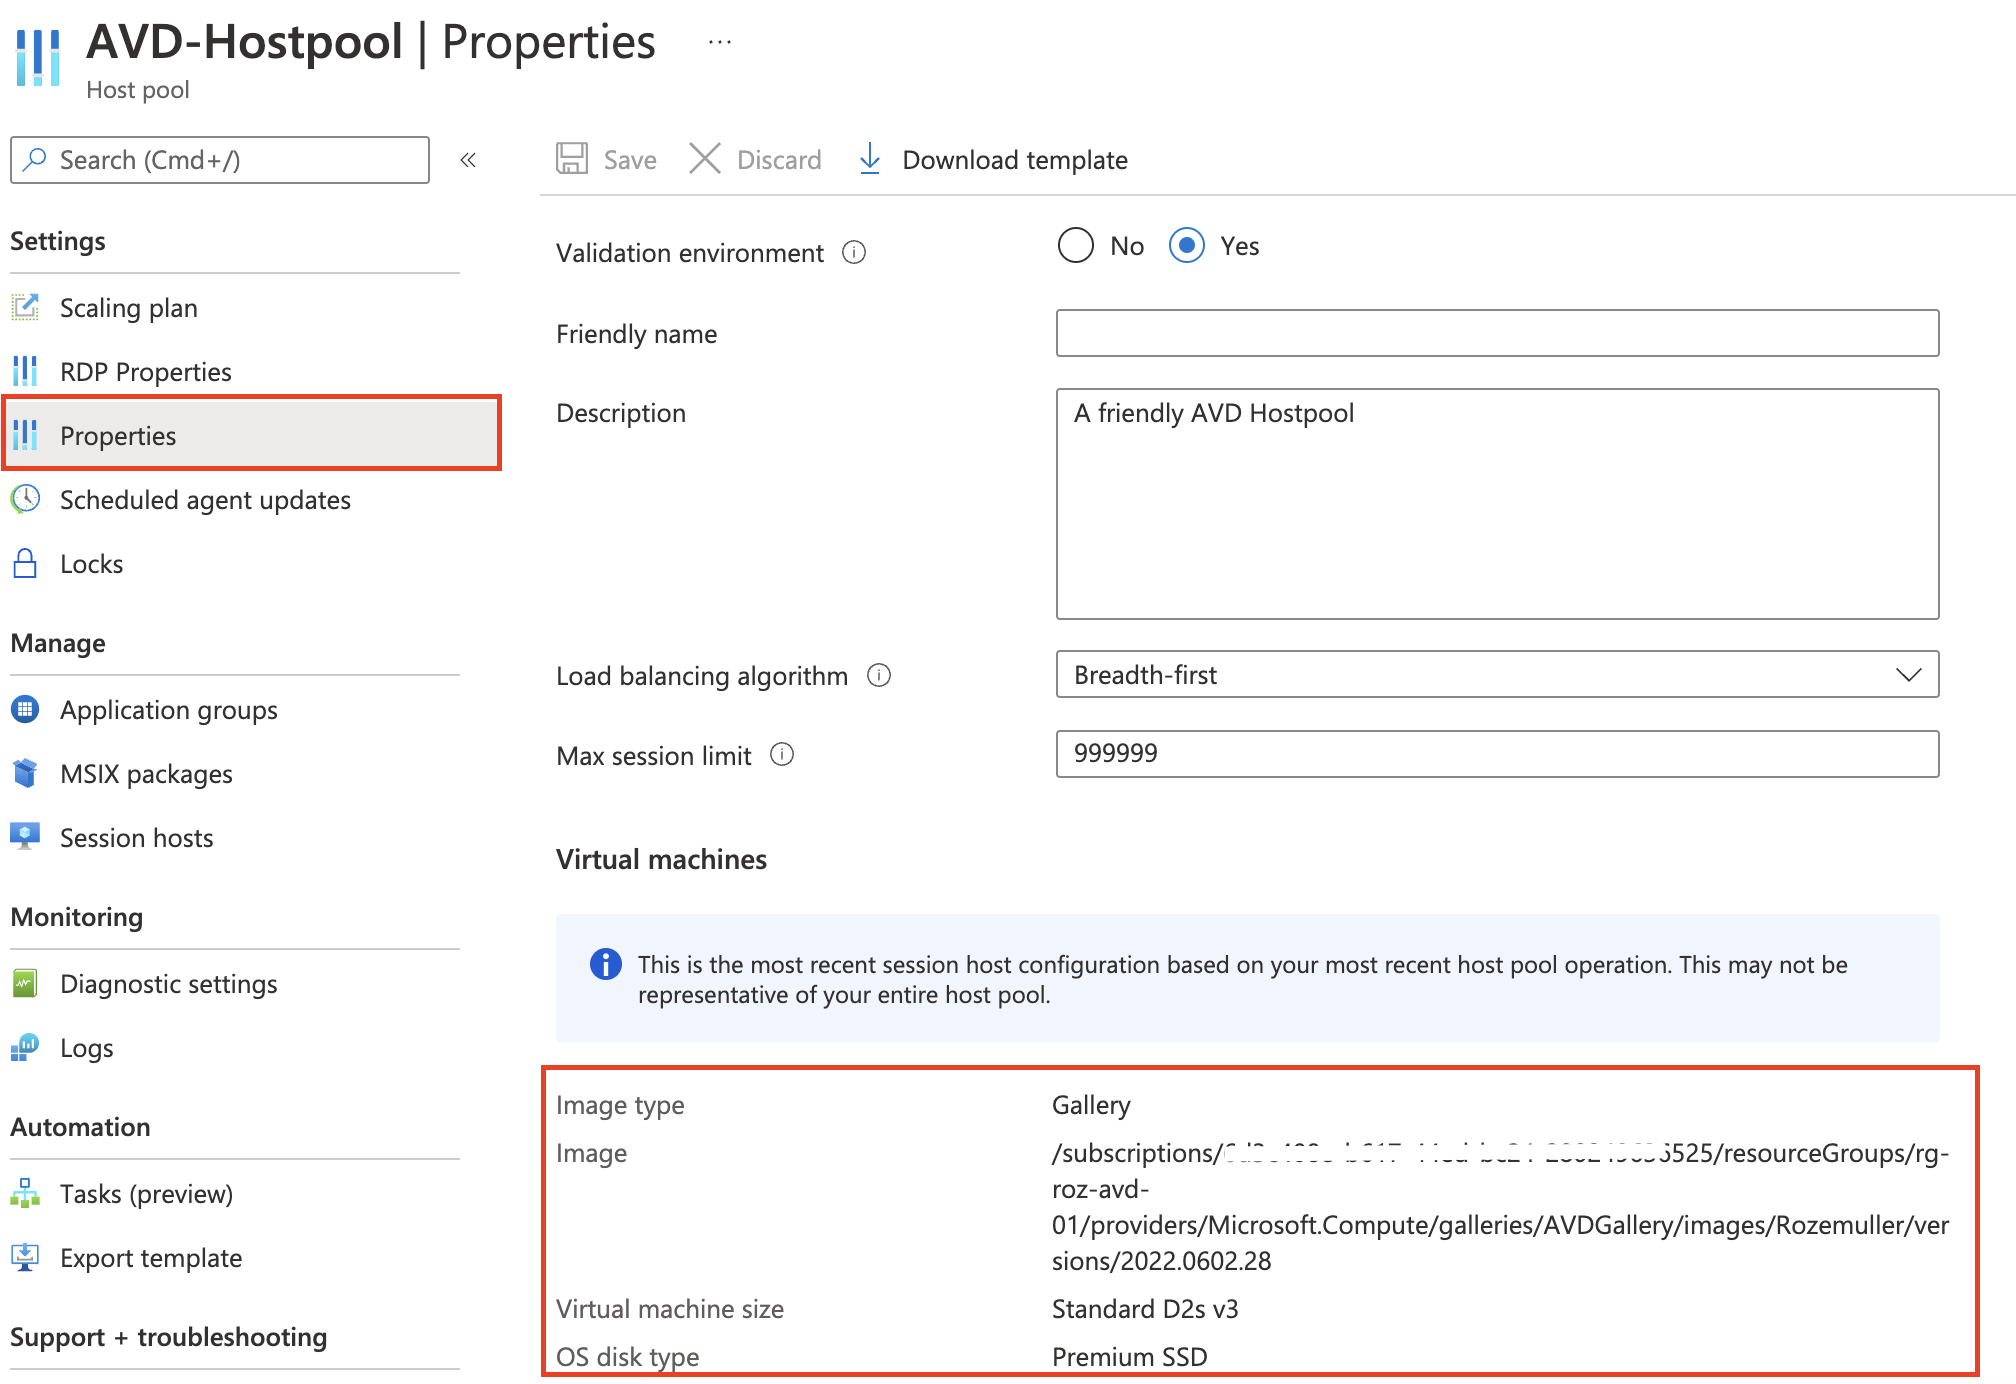 AVD-Hostpool | Properties ...
Host pool
Search (Cmd+/)
«
Save
Discard
Download template
Settings
Scaling plan
RDP Properties
Properties
Scheduled agent updates
Locks
Manage
Application groups
MSIX packages
Session hosts
Monitoring
Diagnostic settings
Logs
Automation
Tasks (preview)
Export template
Support + troubleshooting
Validation environment
No
Yes
Friendly name
Description
A friendly AVD Hostpool
Load balancing algorithm
Breadth-first
Max session limit
999999
Virtual machines
This is the most recent session host configuration based on your most recent host pool operation. This may not be
representative of your entire host pool.
Image type
Gallery
Image
/subscriptions/ 525/resourceGroups/rg-
roz-avd-
01/providers/Microsoft.Compute/galleries/AVDGallery/images/Rozemuller/ver
sions/2022.0602.28
Virtual machine size
Standard D2s v3
OS disk type
Premium SSD